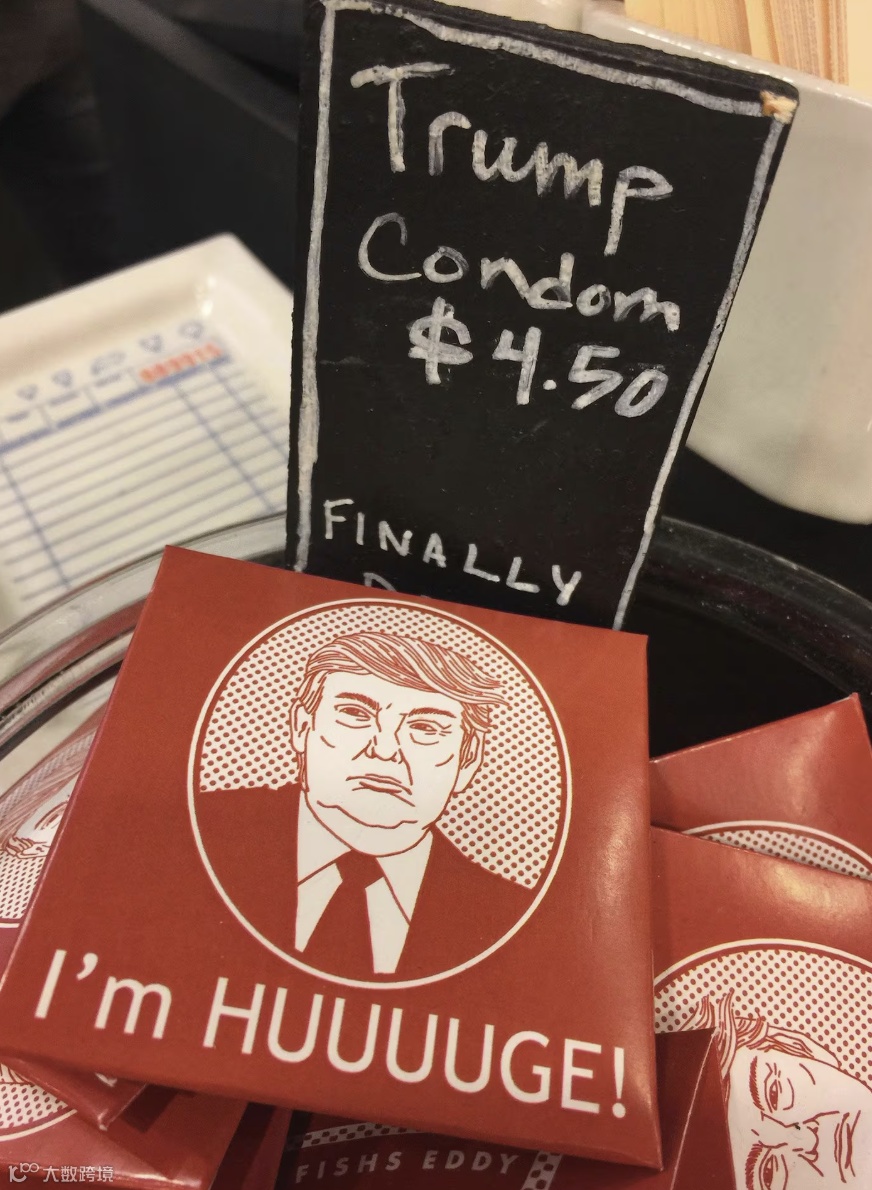 Trump
Condom
$4.50
FINALLY
I'm HUUUUGE!
FISHS EDDY
大数跨境